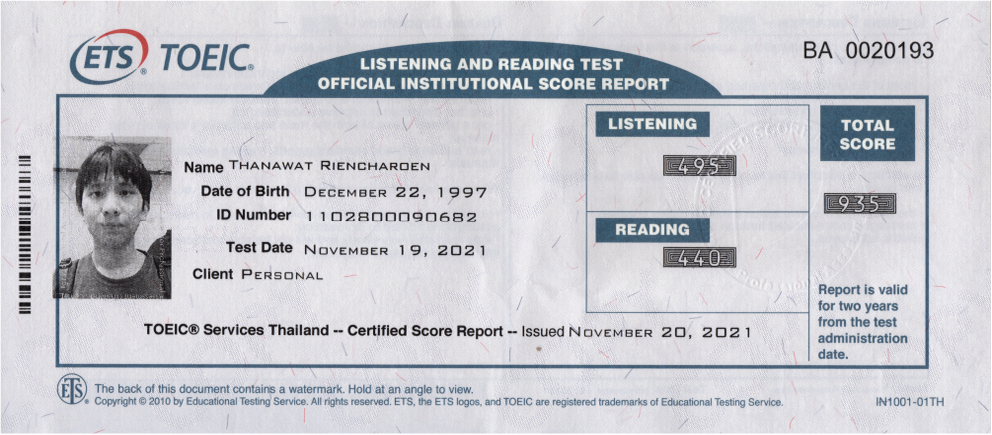 ETS® TOEIC®
LISTENING AND READING TEST
OFFICIAL INSTITUTIONAL SCORE REPORT
BA 0020193
LISTENING
495
TOTAL
SCORE
935
READING
440
Name THANAWAT RIENCHAROEN
Date of Birth DECEMBER 22, 1997
ID Number 1102800090682
Test Date NOVEMBER 19, 2021
Client PERSONAL
Report is valid
for two years
from the test
administration
date.
TOEIC® Services Thailand -- Certified Score Report -- Issued NOVEMBER 20, 2021
ETS®
The back of this document contains a watermark. Hold at an angle to view.
Copyright © 2010 by Educational Testing Service. All rights reserved. ETS, the ETS logos, and TOEIC are registered trademarks of Educational Testing Service.
IN1001-01TH